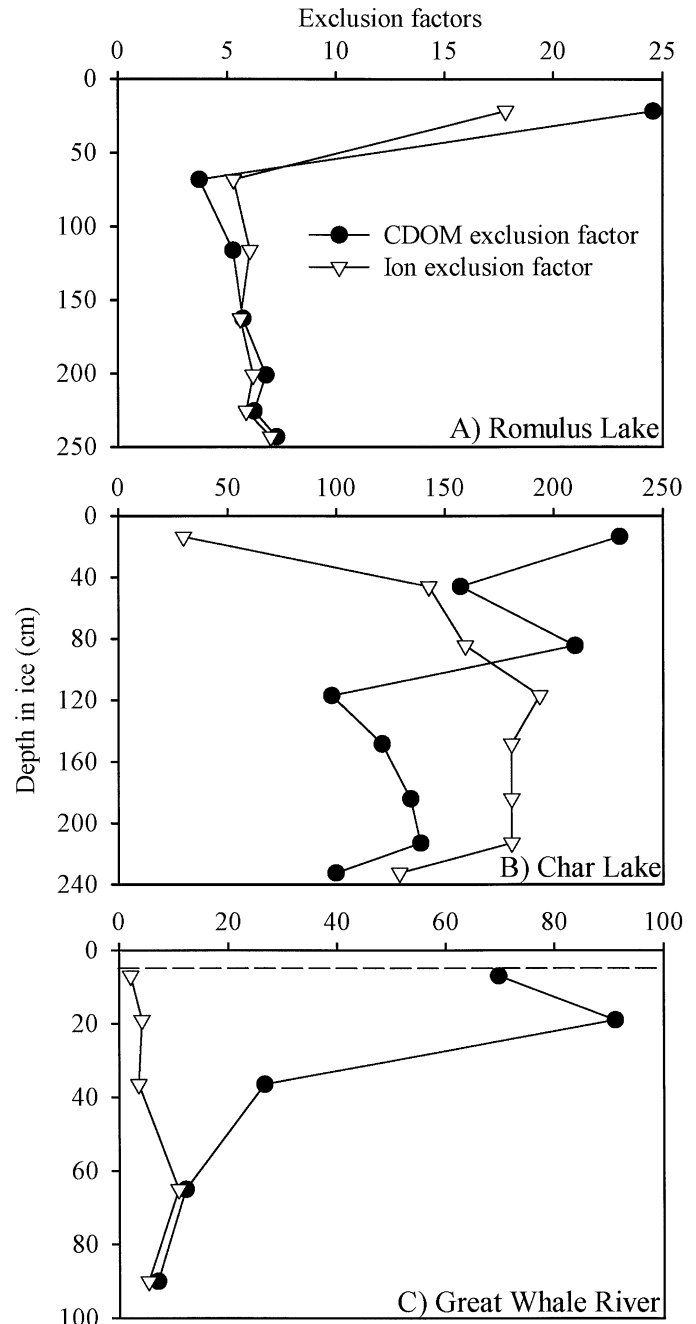 Exclusion factors
0 5 10 15 20 25
0
50
100
150
200
250
CDOM exclusion factor
Ion exclusion factor
A) Romulus Lake
0 100 150 200 250
0
40
80
120
160
200
240
Depth in ice (cm)
B) Char Lake
0 20 40 60 80 100
0
20
40
60
80
100
C) Great Whale River